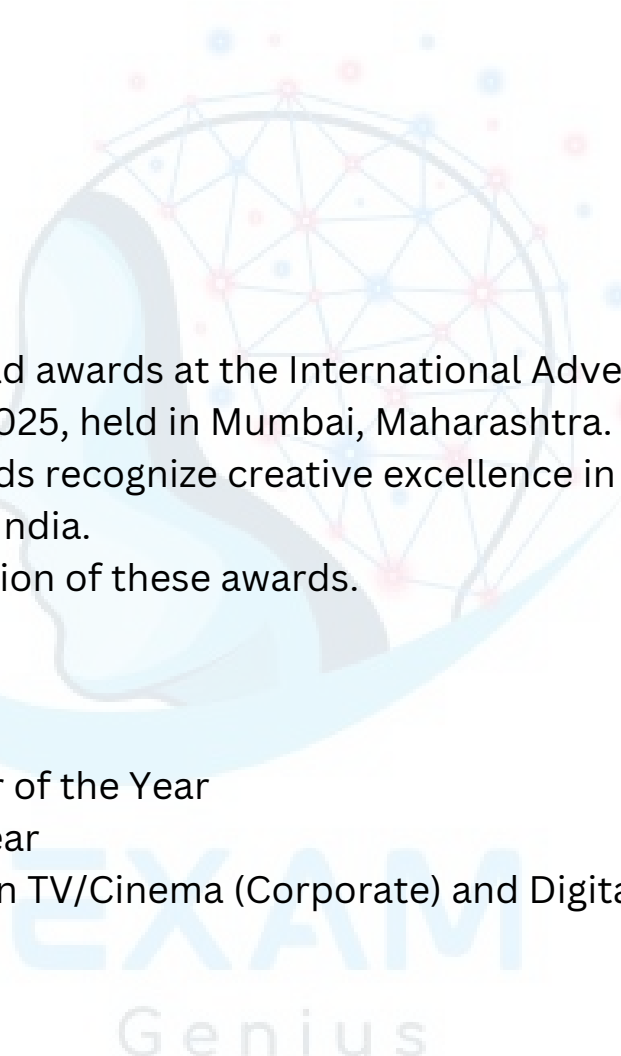 d awards at the International Adve
025, held in Mumbai, Maharashtra.
ds recognize creative excellence in
India.
ion of these awards.
r of the Year
ear
n TV/Cinema (Corporate) and Digita
EXAM
Genius